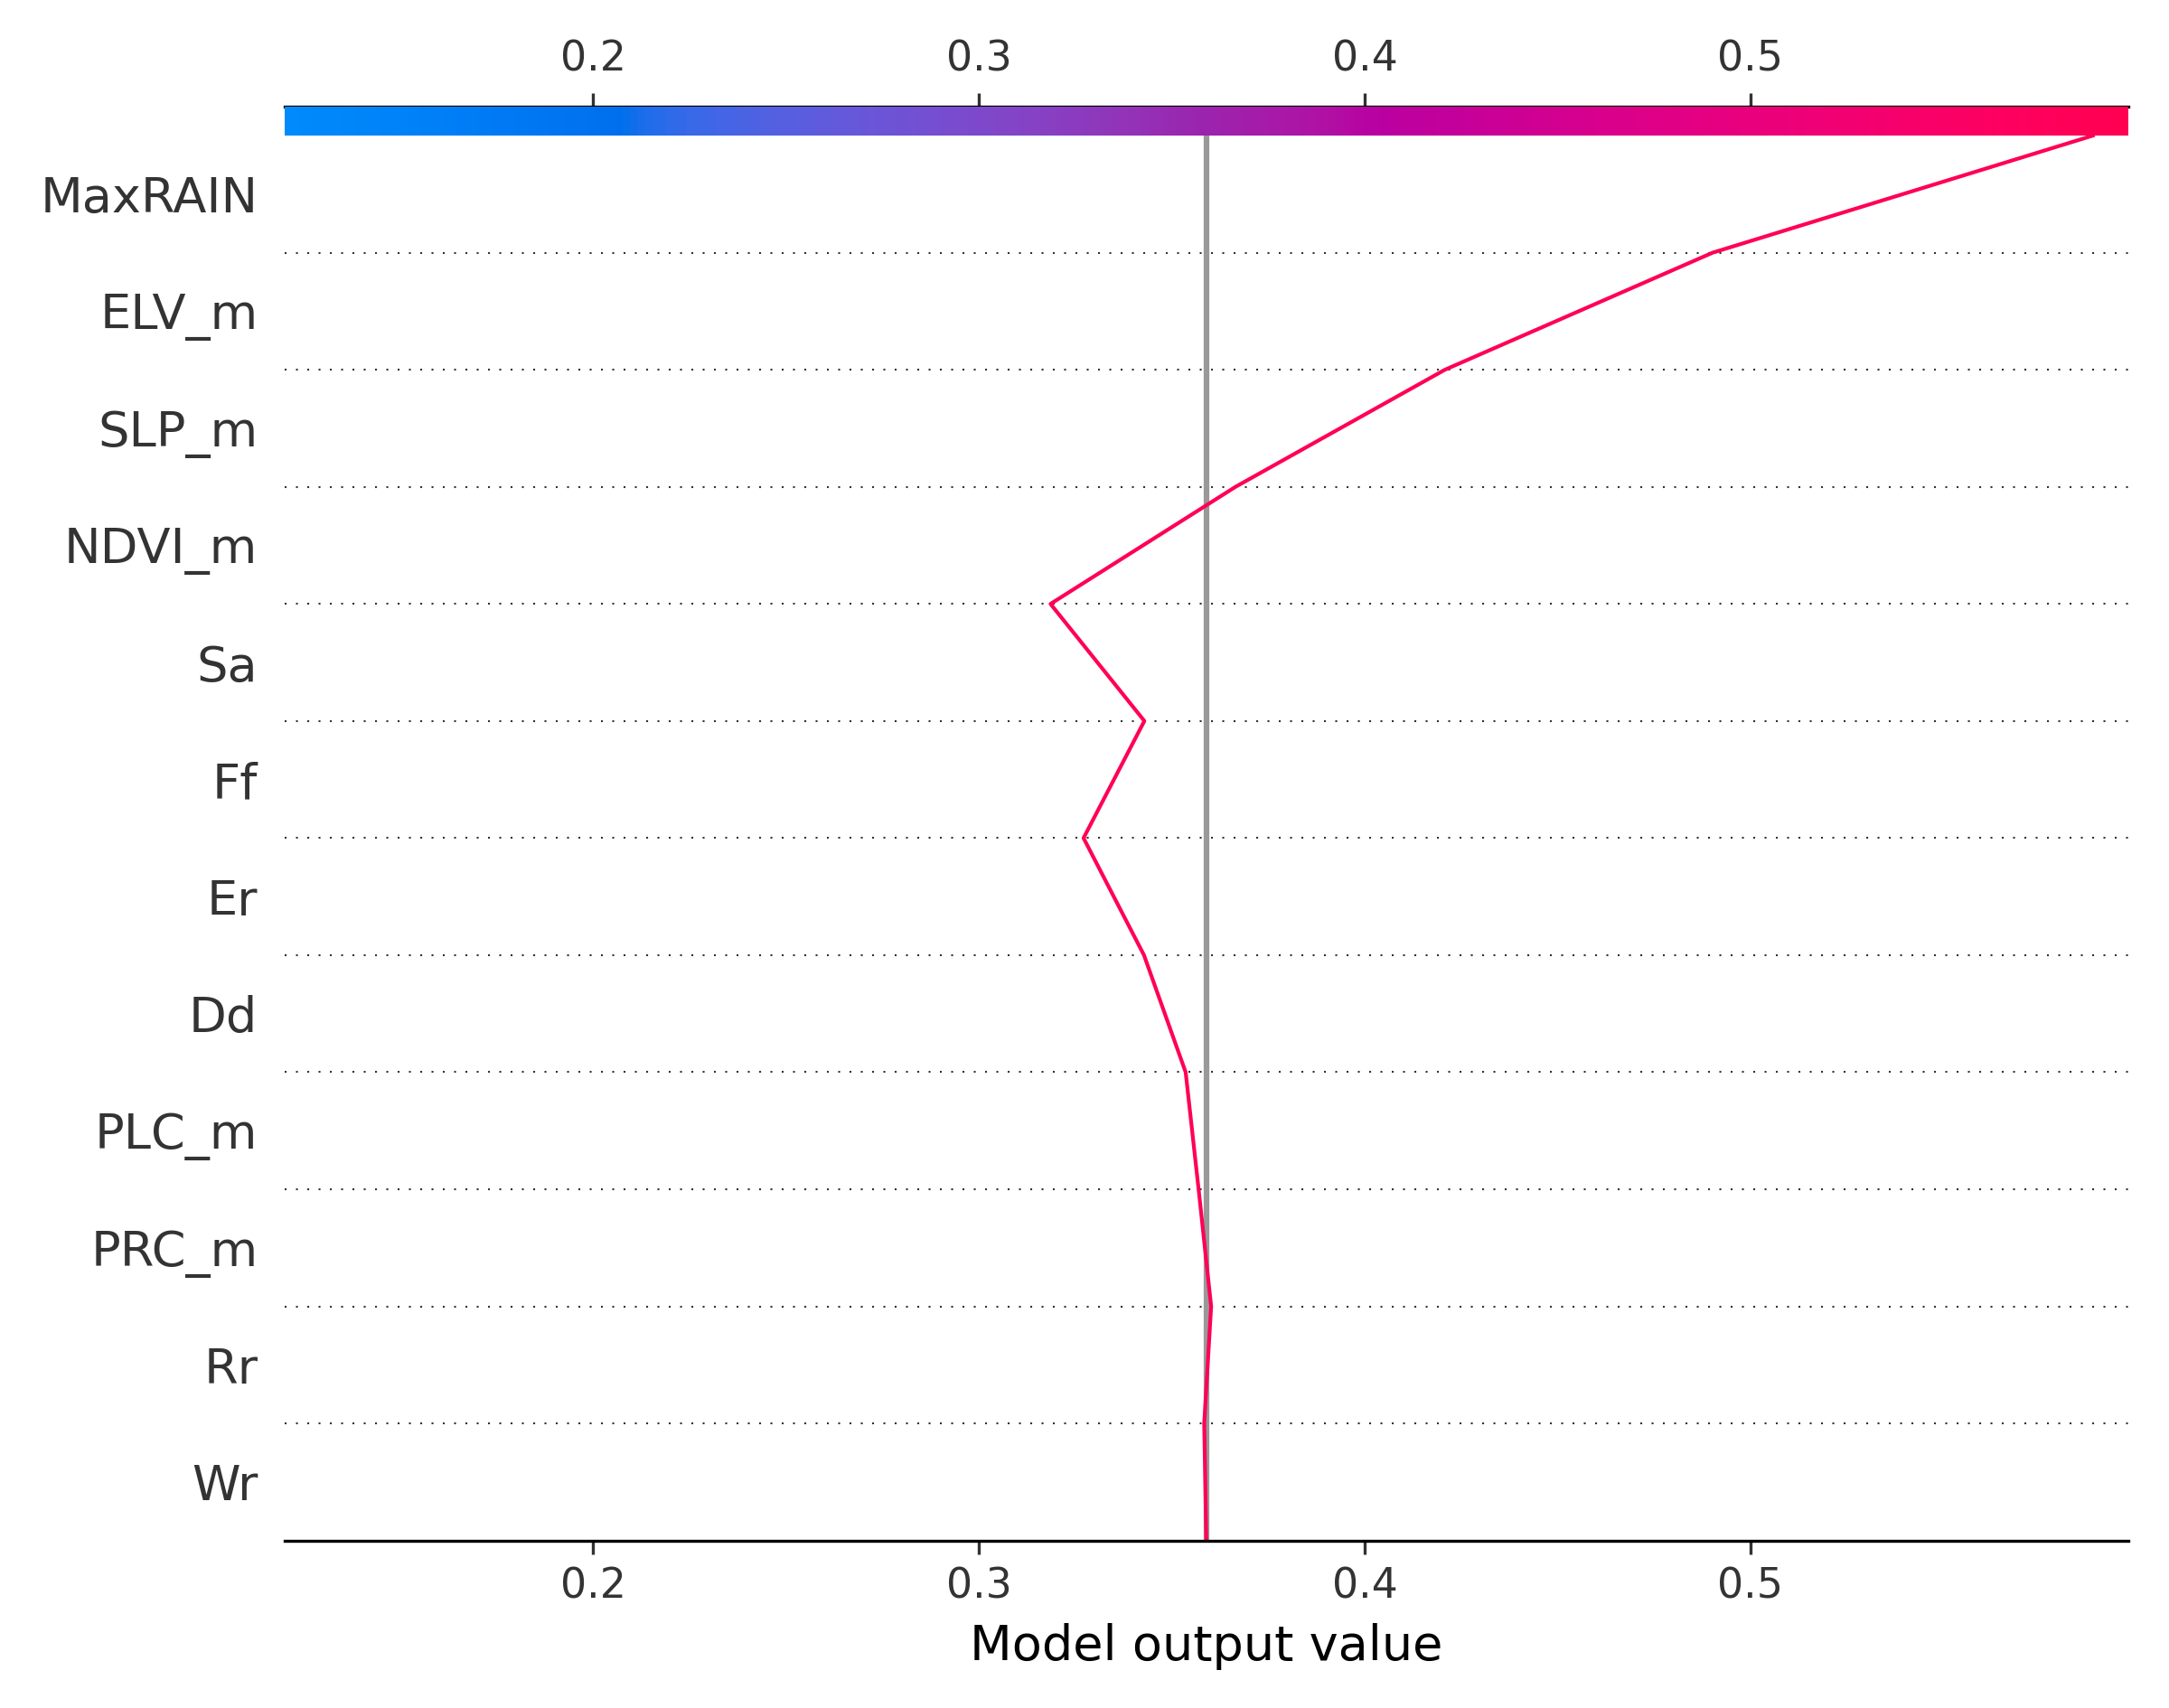 0.2 0.3 0.4 0.5
MaxRAIN
ELV_m
SLP_m
NDVI_m
Sa
Ff
Er
Dd
PLC_m
PRC_m
Rr
Wr
0.2 0.3 0.4 0.5
Model output value